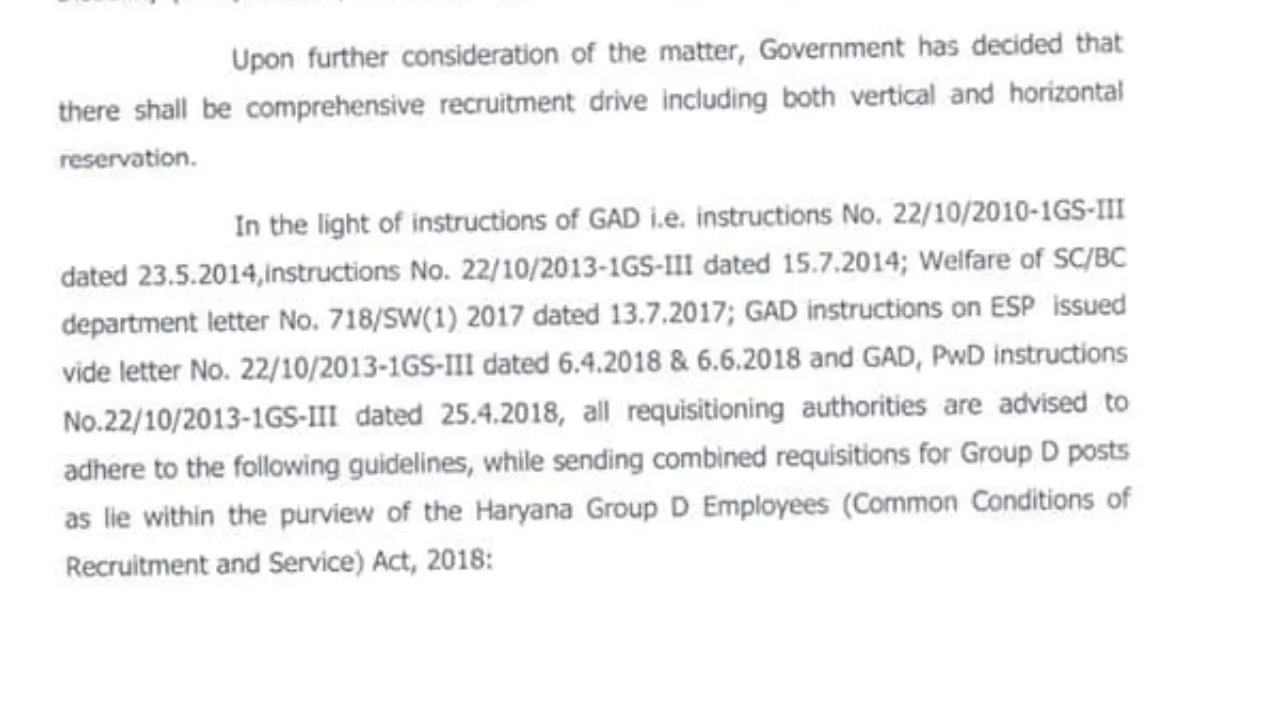 Upon further consideration of the matter, Government has decided that
there shall be comprehensive recruitment drive including both vertical and horizontal
reservation.
In the light of instructions of GAD i.e. instructions No. 22/10/2010-1GS-III
dated 23.5.2014,instructions No. 22/10/2013-1GS-III dated 15.7.2014; Welfare of SC/BC
department letter No. 718/SW(1) 2017 dated 13.7.2017; GAD instructions on ESP issued
vide letter No. 22/10/2013-1GS-III dated 6.4.2018 & 6.6.2018 and GAD, PwD instructions
No.22/10/2013-1GS-III dated 25.4.2018, all requisitioning authorities are advised to
adhere to the following guidelines, while sending combined requisitions for Group D posts
as lie within the purview of the Haryana Group D Employees (Common Conditions of
Recruitment and Service) Act, 2018: